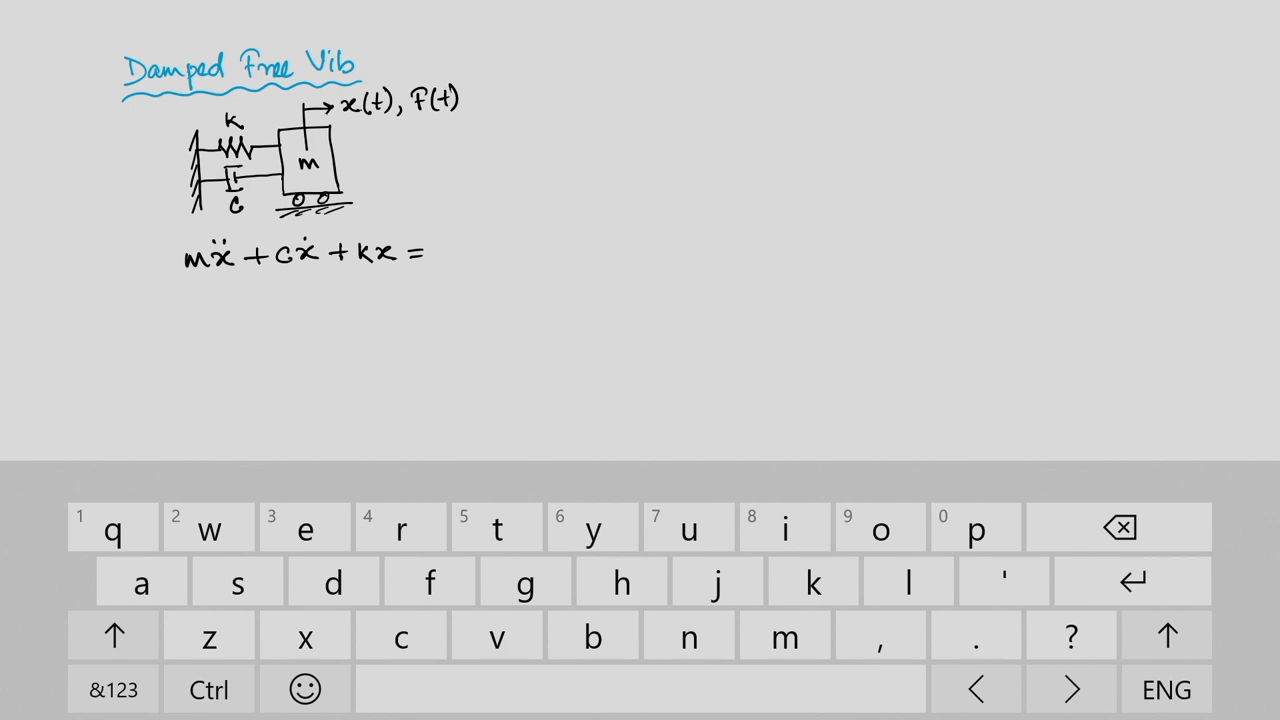 Damped Free Vib
x(t), F(t)
K
m
C
mẍ + cẋ + kx =
1 q 2 w 3 e 4 r 5 t 6 y 7 u 8 i 9 o 0 p
a s d f g h j k l '
z x c v b n m , . ?
&123 Ctrl < > ENG